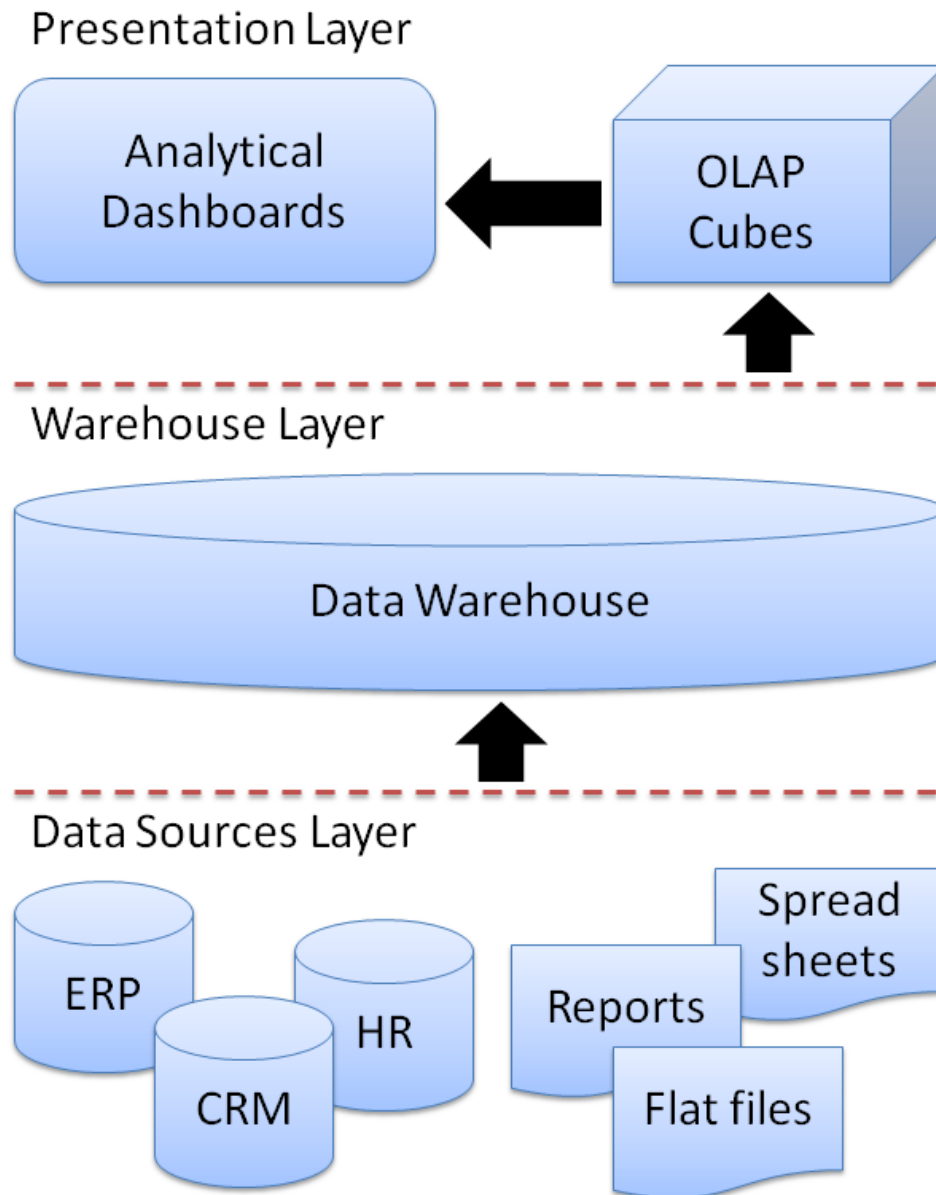 Presentation Layer
Analytical
Dashboards
OLAP
Cubes
Warehouse Layer
Data Warehouse
Data Sources Layer
ERP
CRM
HR
Reports
Spread
sheets
Flat files